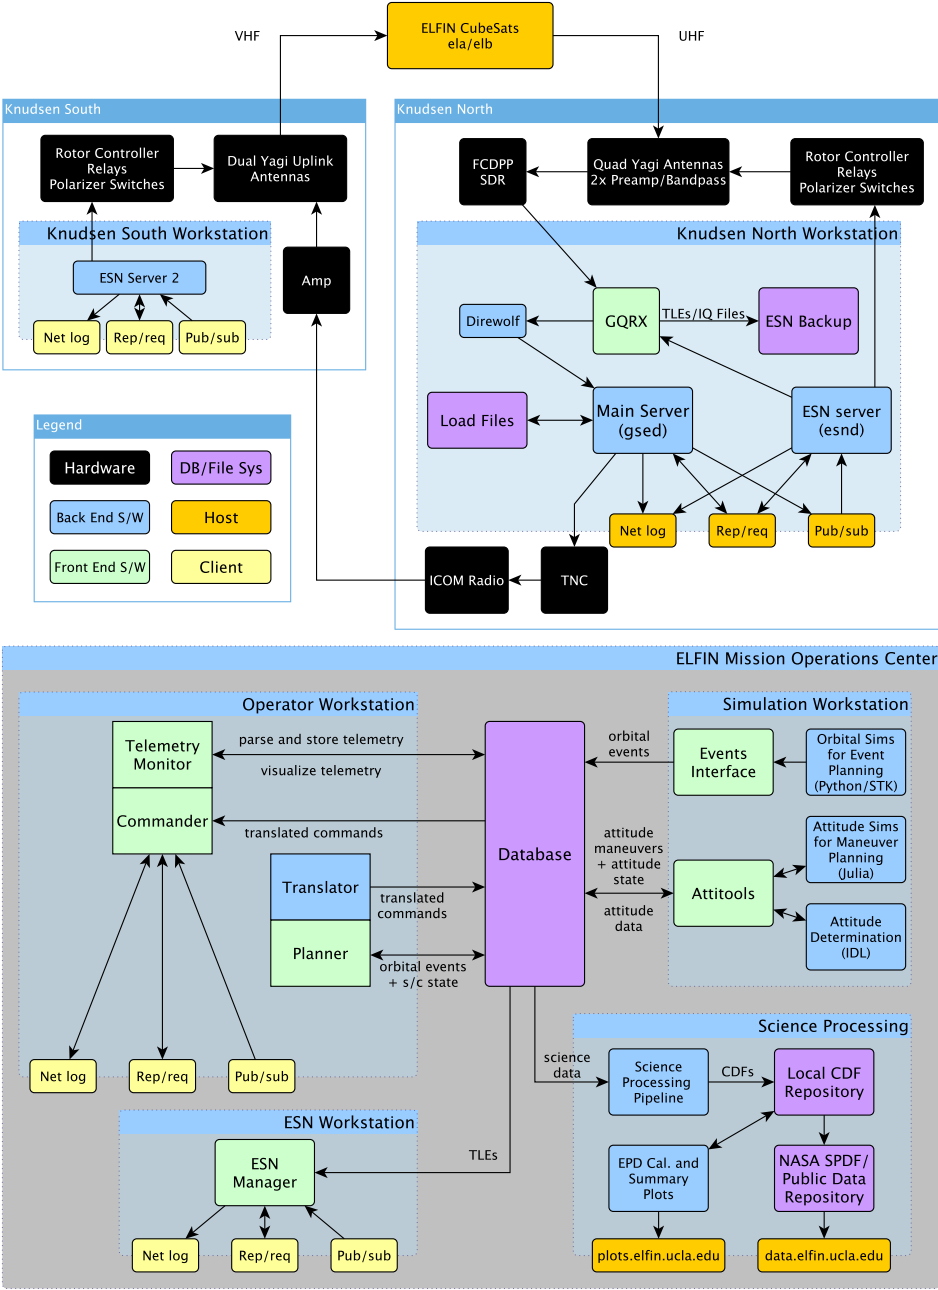 VHF
ELFIN CubeSats
ela/elb
UHF
Knudsen South
Rotor Controller
Relays
Polarizer Switches
Dual Yagi Uplink
Antennas
Knudsen South Workstation
ESN Server 2
Net log
Rep/req
Pub/sub
Amp
Knudsen North
FCDPP
SDR
Quad Yagi Antennas
2x Preamp/Bandpass
Rotor Controller
Relays
Polarizer Switches
Knudsen North Workstation
Direwolf
GQRX
TLEs/IQ Files
ESN Backup
Load Files
Main Server
(gsed)
ESN server
(esnd)
Net log
Rep/req
Pub/sub
ICOM Radio
TNC
Legend
Hardware
DB/File Sys
Back End S/W
Host
Front End S/W
Client
ELFIN Mission Operations Center
Operator Workstation
Telemetry
Monitor
Commander
parse and store telemetry
visualize telemetry
translated commands
Translator
translated
commands
Planner
orbital events
+ s/c state
Net log
Rep/req
Pub/sub
Database
Simulation Workstation
orbital
events
Events
Interface
Orbital Sims
for Event
Planning
(Python/STK)
attitude
maneuvers
+ attitude
state
attitude
data
Attitools
Attitude Sims
for Maneuver
Planning
(Julia)
Attitude
Determination
(IDL)
Science Processing
science
data
Science
Processing
Pipeline
CDFs
Local CDF
Repository
EPD Cal. and
Summary
Plots
NASA SPDF/
Public Data
Repository
plots.elfin.ucla.edu
data.elfin.ucla.edu
ESN Workstation
ESN
Manager
TLEs
Net log
Rep/req
Pub/sub